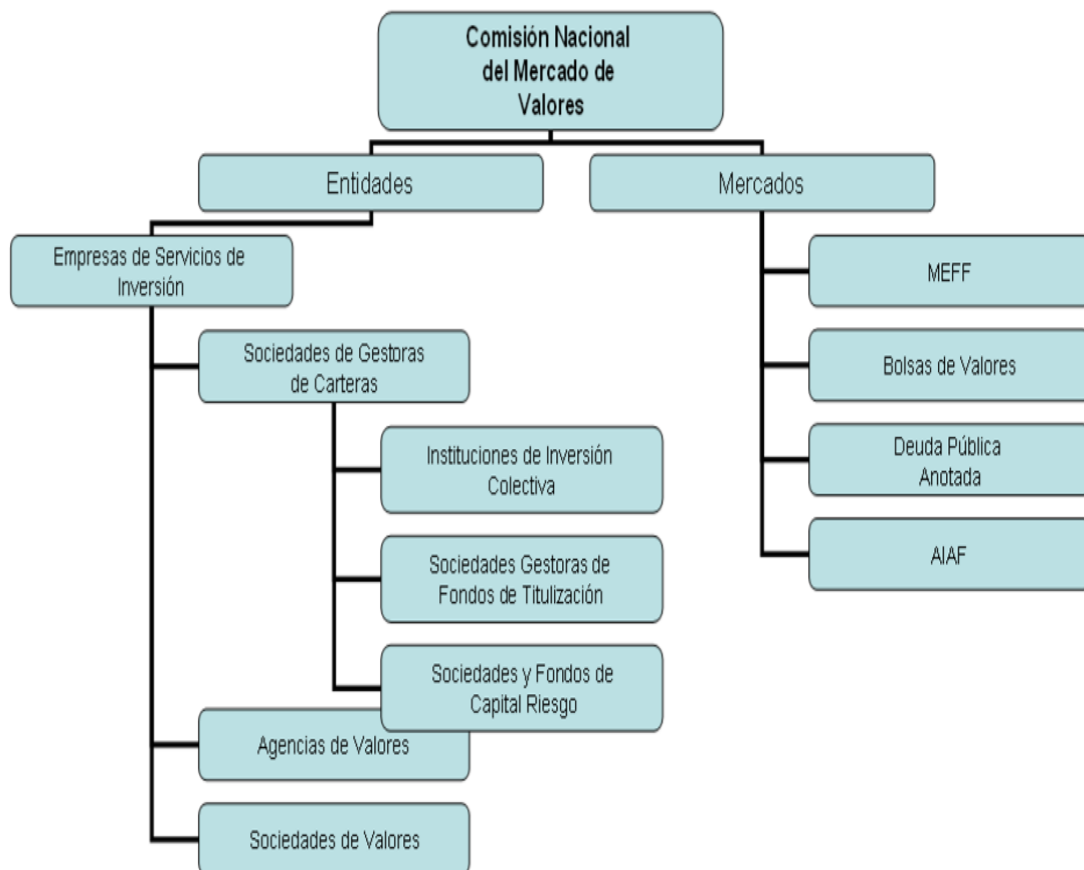 Comisión Nacional
del Mercado de
Valores
Entidades
Mercados
Empresas de Servicios de
Inversión
MEFF
Sociedades de Gestoras
de Carteras
Bolsas de Valores
Instituciones de Inversión
Colectiva
Deuda Pública
Anotada
Sociedades Gestoras de
Fondos de Titulización
AIAF
Sociedades y Fondos de
Capital Riesgo
Agencias de Valores
Sociedades de Valores